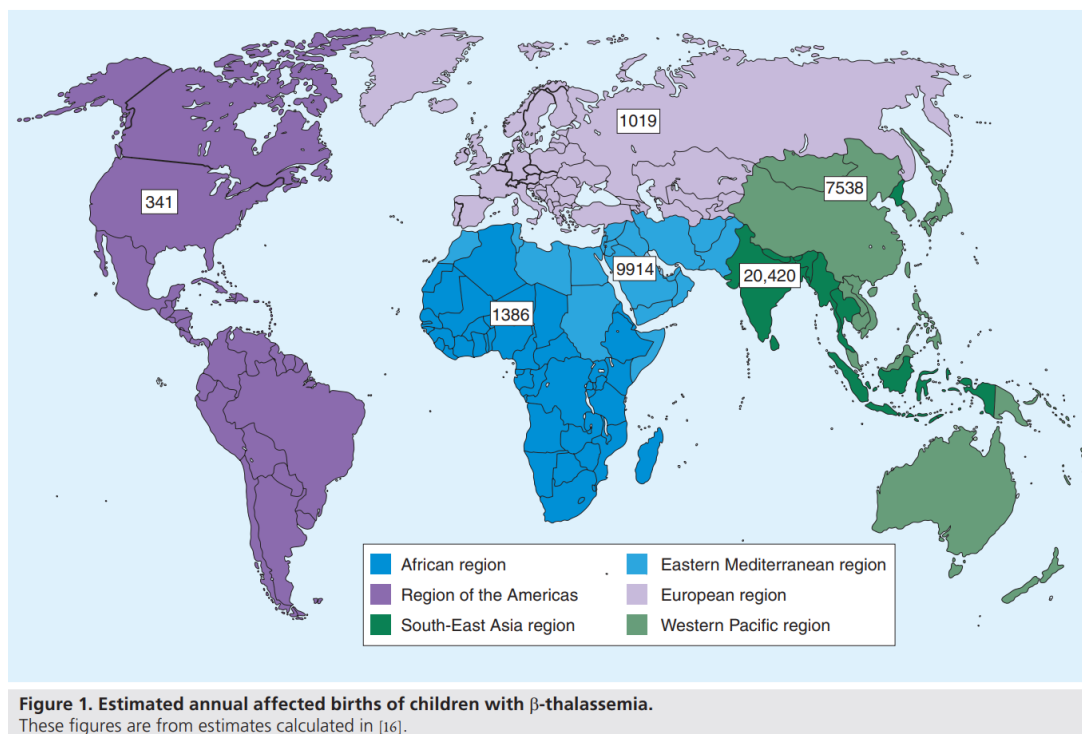 1019
7538
341
9914
20,420
1386
African region
Region of the Americas
South-East Asia region
Eastern Mediterranean region
European region
Western Pacific region
Figure 1. Estimated annual affected births of children with β-thalassemia.
These figures are from estimates calculated in [16].